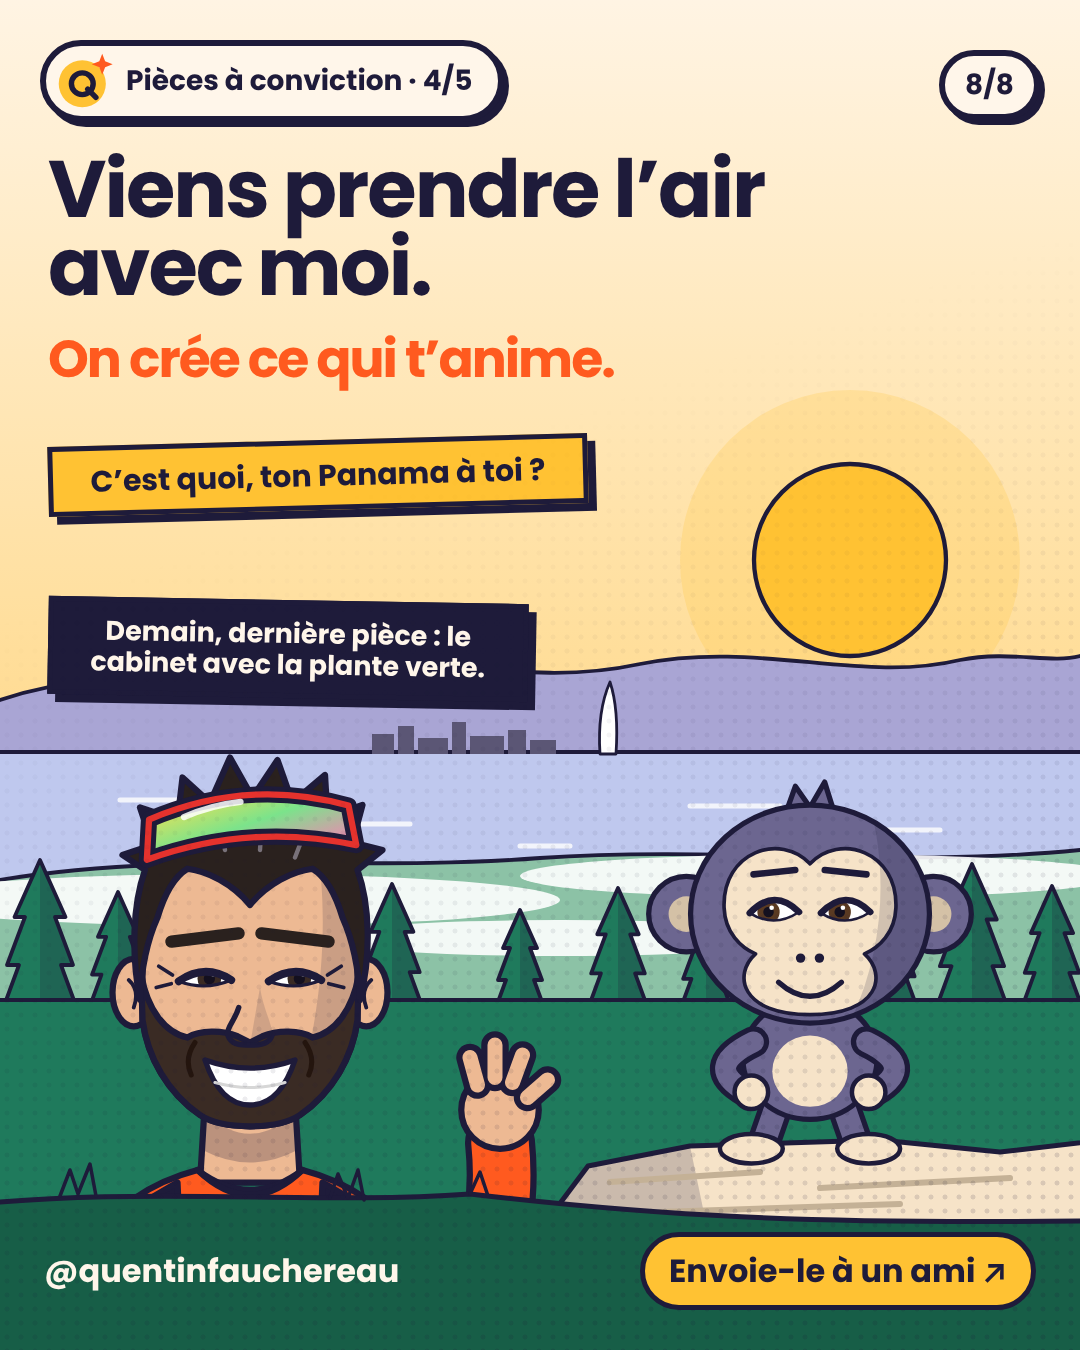 Q Pièces à conviction · 4/5
8/8
Viens prendre l’air
avec moi.
On crée ce qui t’anime.
C’est quoi, ton Panama à toi ?
Demain, dernière pièce : le
cabinet avec la plante verte.
@quentinfauchereau
Envoie-le à un ami ↗